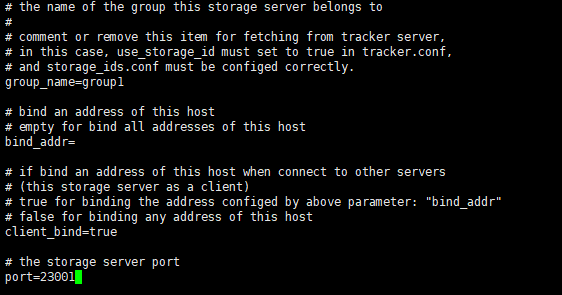 # the name of the group this storage server belongs to
#
# comment or remove this item for fetching from tracker server,
# in this case, use_storage_id must set to true in tracker.conf,
# and storage_ids.conf must be configed correctly.
group_name=group1
# bind an address of this host
# empty for bind all addresses of this host
bind_addr=
# if bind an address of this host when connect to other servers
# (this storage server as a client)
# true for binding the address configed by above parameter: "bind_addr"
# false for binding any address of this host
client_bind=true
# the storage server port
port=23001